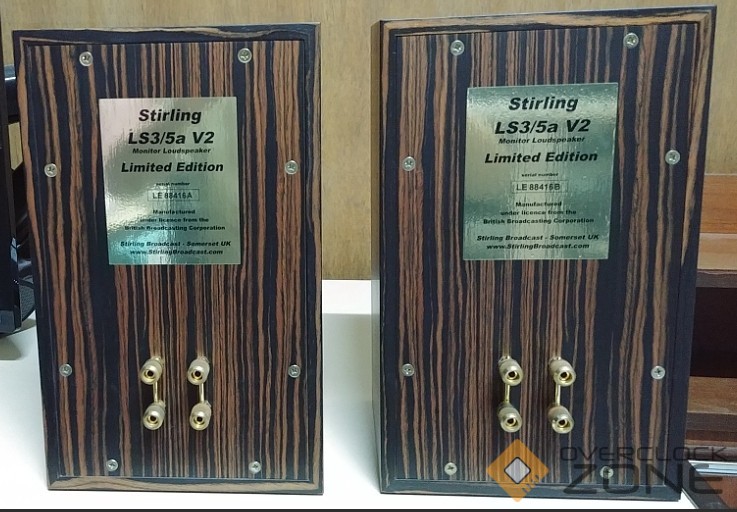 Stirling
LS3/5a V2
Monitor Loudspeaker
Limited Edition
serial number
LE 88416A
Manufactured
under licence from the
British Broadcasting Corporation
Stirling Broadcast - Somerset UK
www.StirlingBroadcast.com
Stirling
LS3/5a V2
Monitor Loudspeaker
Limited Edition
serial number
LE 88416B
Manufactured
under licence from the
British Broadcasting Corporation
Stirling Broadcast - Somerset UK
www.StirlingBroadcast.com
OVERCLOCK
ZONE